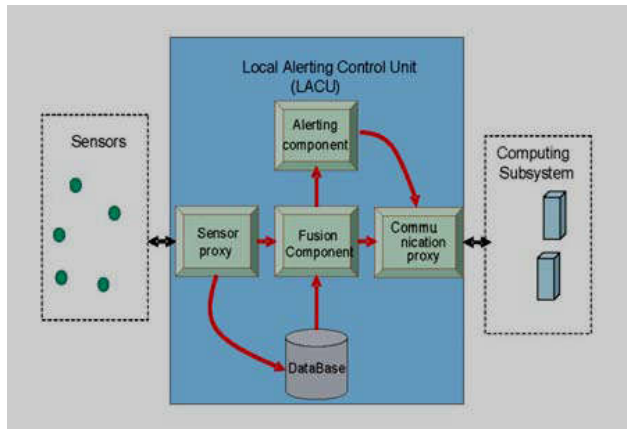 Local Alerting Control Unit
(LACU)
Sensors
Alerting
component
Computing
Subsystem
Sensor
proxy
Fusion
Component
Commu
nication
proxy
DataBase